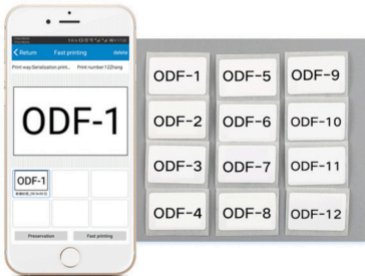 Return
Fast printing
delete
Print way:Serialization print...
Print number:122lang
ODF-1
ODF-1
Preservation
Fast printing
ODF-1
ODF-5
ODF-9
ODF-2
ODF-6
ODF-10
ODF-3
ODF-7
ODF-11
ODF-4
ODF-8
ODF-12